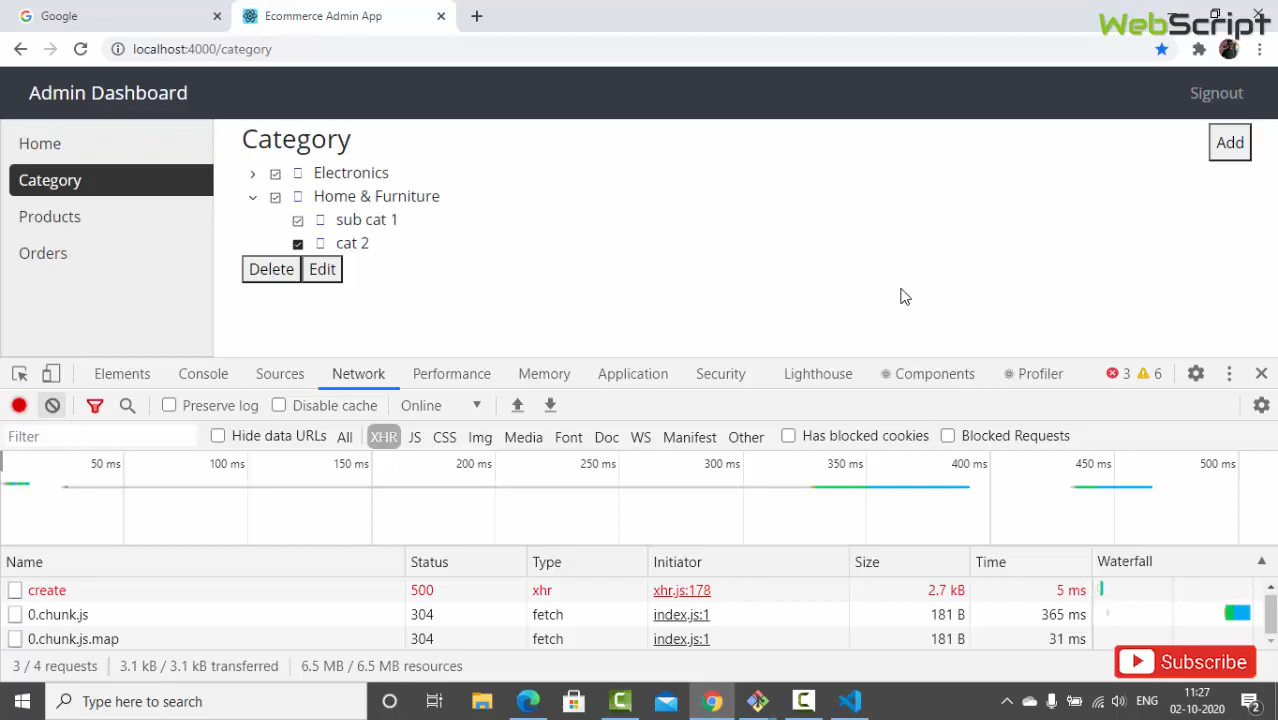 Google
Ecommerce Admin App
WebScript
localhost:4000/category
Admin Dashboard
Signout
Home
Category
Products
Orders
Category
Add
Electronics
Home & Furniture
sub cat 1
cat 2
Delete Edit
Elements Console Sources Network Performance Memory Application Security Lighthouse Components Profiler 3 6
Preserve log Disable cache Online
Filter Hide data URLs All XHR JS CSS Img Media Font Doc WS Manifest Other Has blocked cookies Blocked Requests
50 ms 100 ms 150 ms 200 ms 250 ms 300 ms 350 ms 400 ms 450 ms 500 ms
Name Status Type Initiator Size Time Waterfall
create 500 xhr xhr.js:178 2.7 kB 5 ms
0.chunk.js 304 fetch index.js:1 181 B 365 ms
0.chunk.js.map 304 fetch index.js:1 181 B 31 ms
3 / 4 requests 3.1 kB / 3.1 kB transferred 6.5 MB / 6.5 MB resources
Subscribe
Type here to search
ENG
11:27
02-10-2020
2